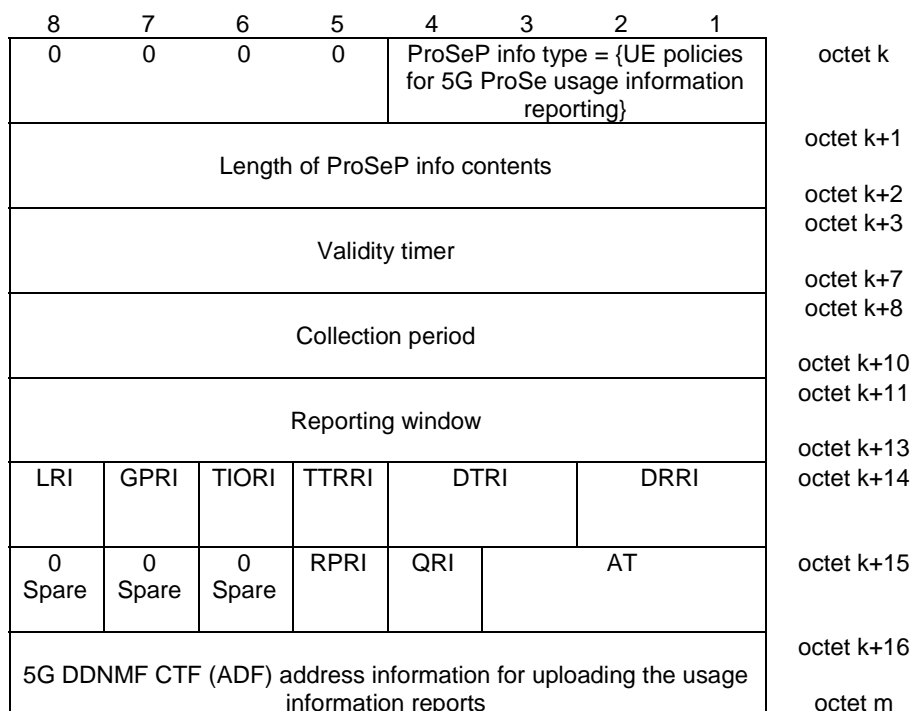 8 7 6 5 4 3 2 1
0 0 0 0 ProSeP info type = {UE policies octet k
for 5G ProSe usage information
reporting}
octet k+1
Length of ProSeP info contents
octet k+2
octet k+3
Validity timer
octet k+7
octet k+8
Collection period
octet k+10
octet k+11
Reporting window
octet k+13
LRI GPRI TIORI TTRRI DTRI DRRI octet k+14
0 0 0 RPRI QRI AT octet k+15
Spare Spare Spare
octet k+16
5G DDNMF CTF (ADF) address information for uploading the usage
information reports octet m